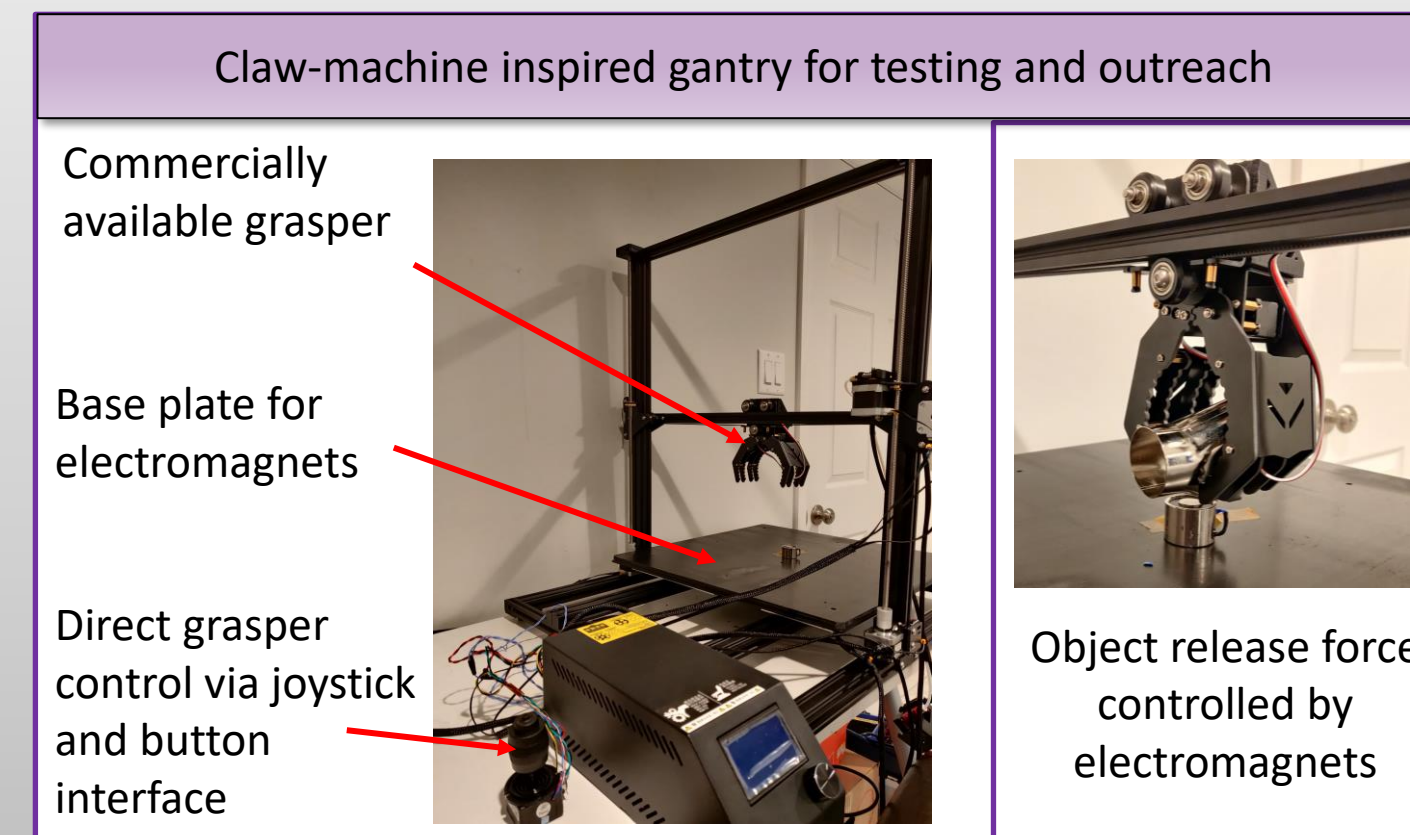 Claw-machine inspired gantry for testing and outreach
Commercially
available grasper
Base plate for
electromagnets
Direct grasper
control via joystick
and button
interface
Object release force
controlled by
electromagnets